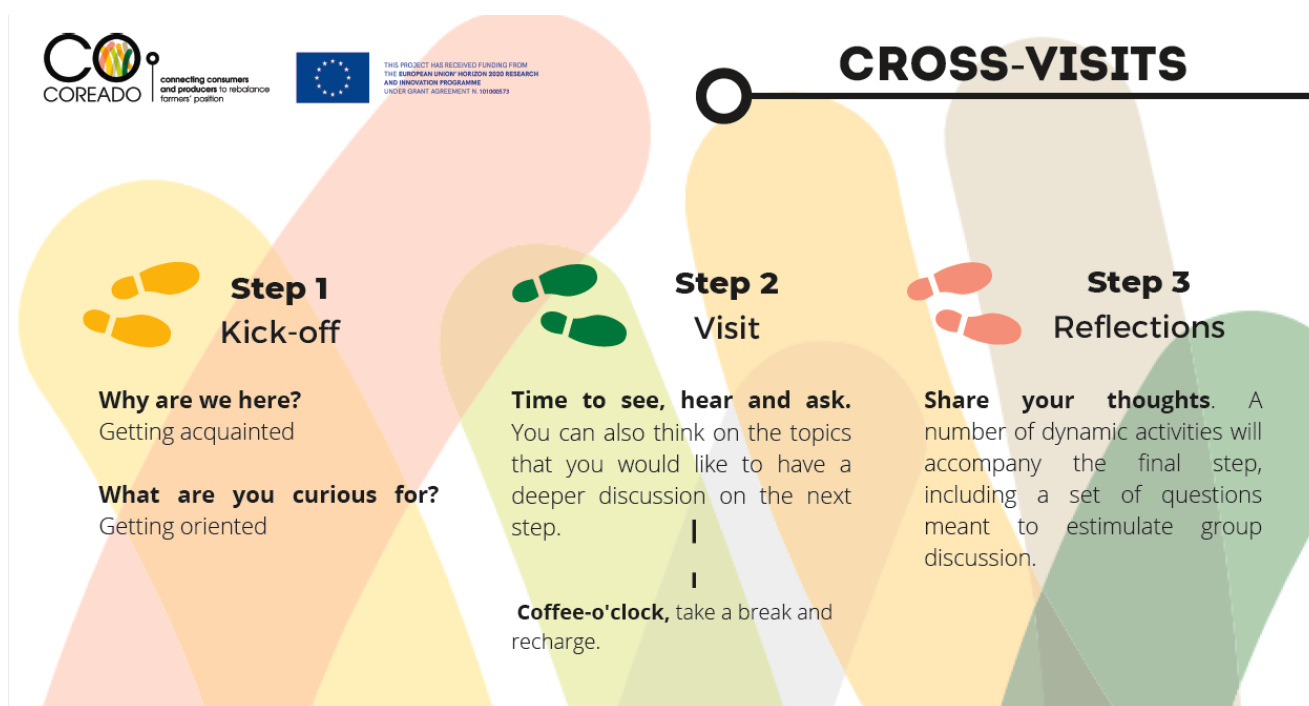 CO
COREADO
connecting consumers
and producers to rebalance
farmers' position
THIS PROJECT HAS RECEIVED FUNDING FROM
THE EUROPEAN UNION' HORIZON 2020 RESEARCH
AND INNOVATION PROGRAMME
UNDER GRANT AGREEMENT N. 101000573
CROSS-VISITS
Step 1
Kick-off
Why are we here?
Getting acquainted
What are you curious for?
Getting oriented
Step 2
Visit
Time to see, hear and ask.
You can also think on the topics
that you would like to have a
deeper discussion on the next
step.
Coffee-o'clock, take a break and
recharge.
Step 3
Reflections
Share your thoughts. A
number of dynamic activities will
accompany the final step,
including a set of questions
meant to estimulate group
discussion.